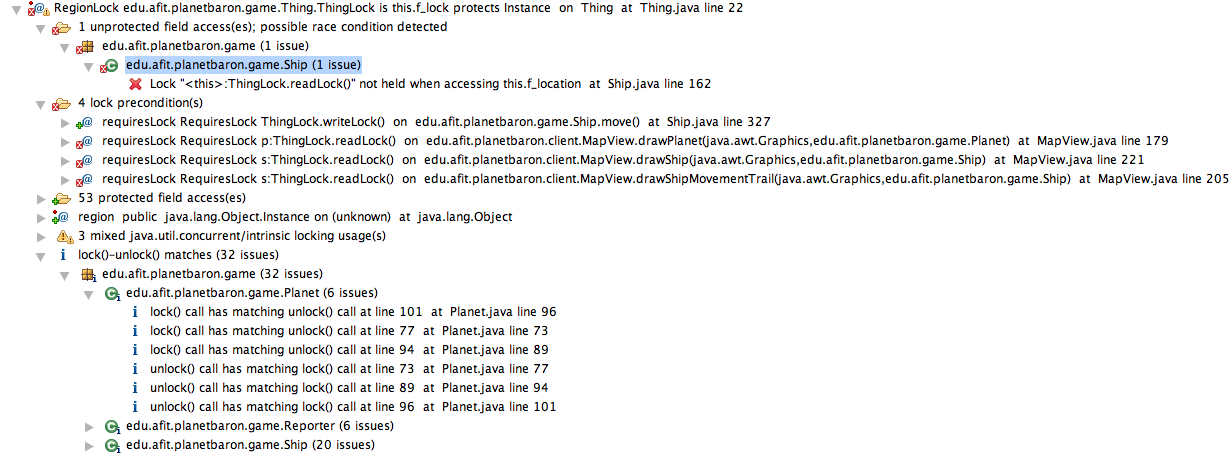 RegionLock edu.afit.planetbaron.game.Thing.ThingLock is this.f_lock protects Instance on Thing at Thing.java line 22
1 unprotected field access(es); possible race condition detected
edu.afit.planetbaron.game (1 issue)
edu.afit.planetbaron.game.Ship (1 issue)
Lock "<this>:ThingLock.readLock()" not held when accessing this.f_location at Ship.java line 162
4 lock precondition(s)
requiresLock RequiresLock ThingLock.writeLock() on edu.afit.planetbaron.game.Ship.move() at Ship.java line 327
requiresLock RequiresLock p:ThingLock.readLock() on edu.afit.planetbaron.client.MapView.drawPlanet(java.awt.Graphics,edu.afit.planetbaron.game.Planet) at MapView.java line 179
requiresLock RequiresLock s:ThingLock.readLock() on edu.afit.planetbaron.client.MapView.drawShip(java.awt.Graphics,edu.afit.planetbaron.game.Ship) at MapView.java line 221
requiresLock RequiresLock s:ThingLock.readLock() on edu.afit.planetbaron.client.MapView.drawShipMovementTrail(java.awt.Graphics,edu.afit.planetbaron.game.Ship) at MapView.java line 205
53 protected field access(es)
region public java.lang.Object.Instance on (unknown) at java.lang.Object
3 mixed java.util.concurrent/intrinsic locking usage(s)
lock()-unlock() matches (32 issues)
edu.afit.planetbaron.game (32 issues)
edu.afit.planetbaron.game.Planet (6 issues)
lock() call has matching unlock() call at line 101 at Planet.java line 96
lock() call has matching unlock() call at line 77 at Planet.java line 73
lock() call has matching unlock() call at line 94 at Planet.java line 89
unlock() call has matching lock() call at line 73 at Planet.java line 77
unlock() call has matching lock() call at line 89 at Planet.java line 94
unlock() call has matching lock() call at line 96 at Planet.java line 101
edu.afit.planetbaron.game.Reporter (6 issues)
edu.afit.planetbaron.game.Ship (20 issues)